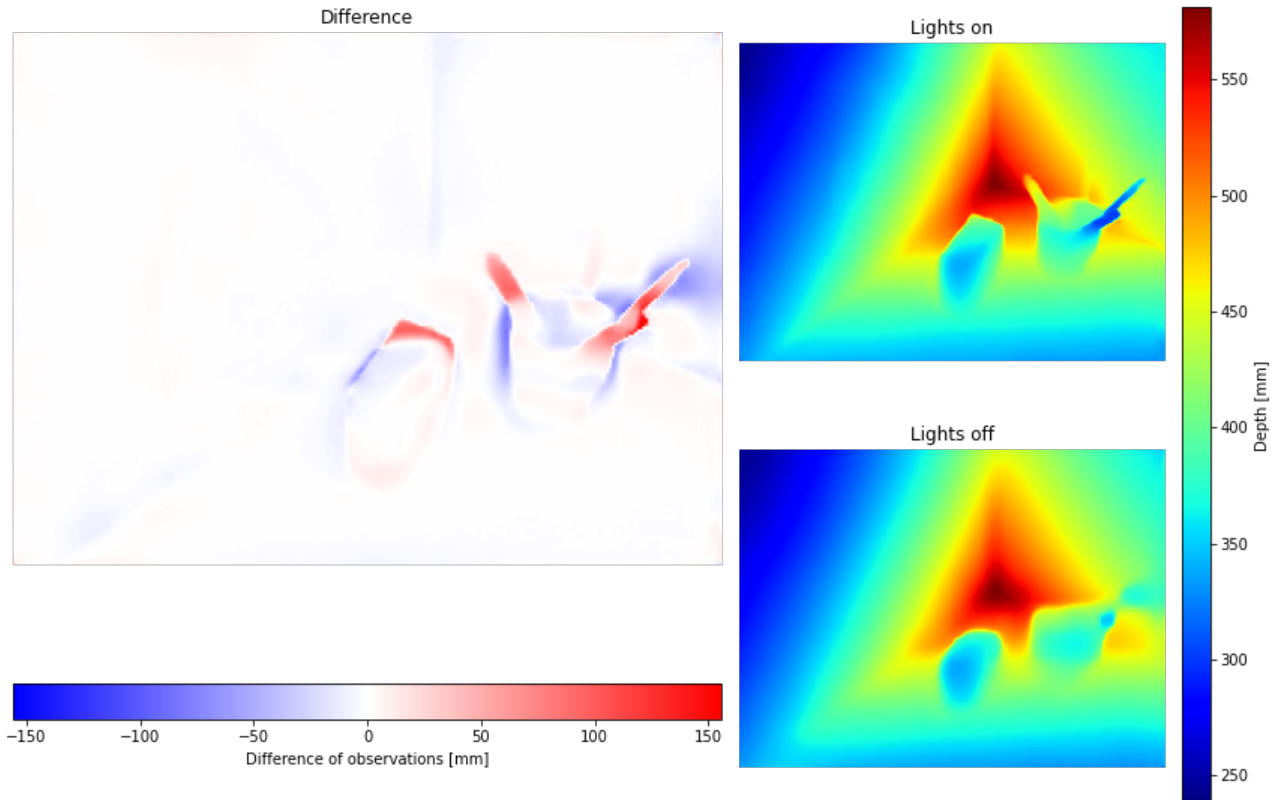 Difference
−150
−100
−50
0
50
100
150
Difference of observations [mm]
Lights on
Lights off
550
500
450
400
350
300
250
Depth [mm]